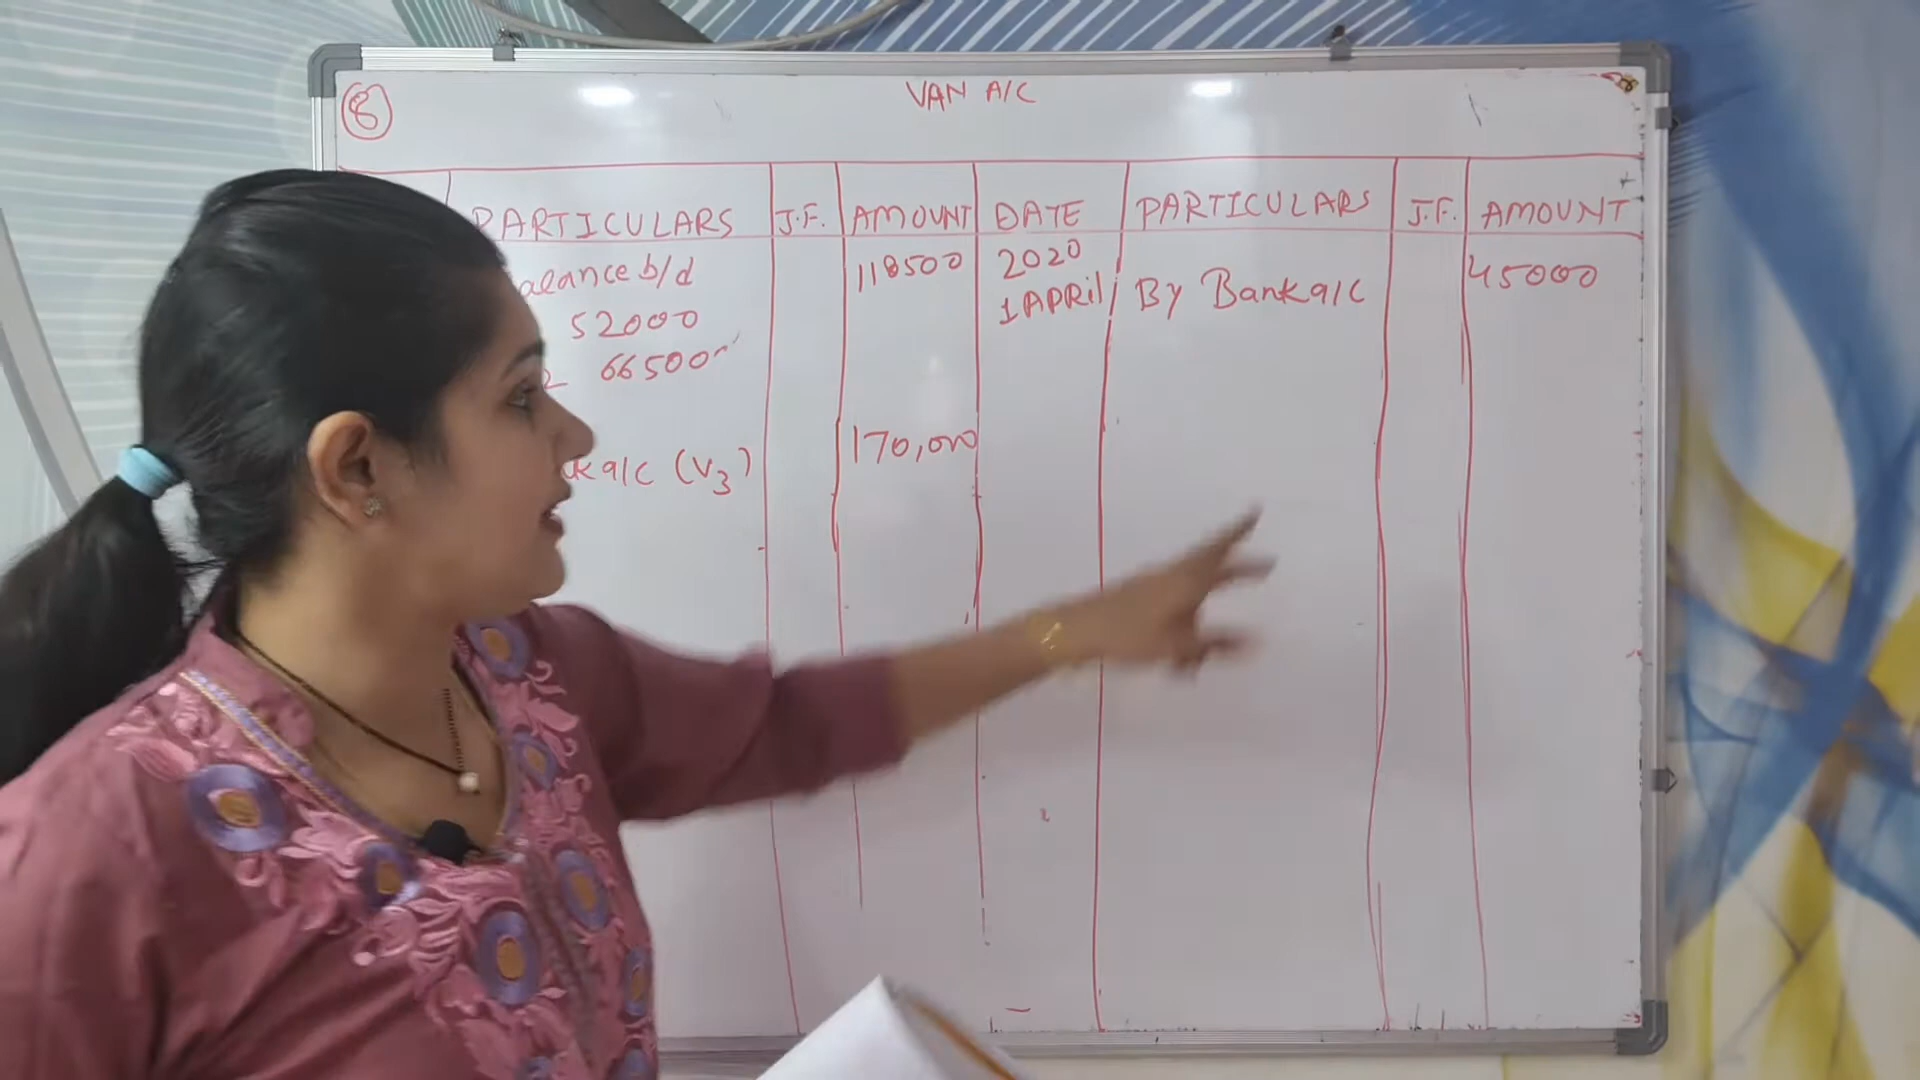 8
VAN A/C
PARTICULARS J.F. AMOUNT DATE PARTICULARS J.F. AMOUNT
alance b/d 118500 2020
1 APRil By Bank a/c 45000
52000
2 66500
k a/c (V3) 170,000